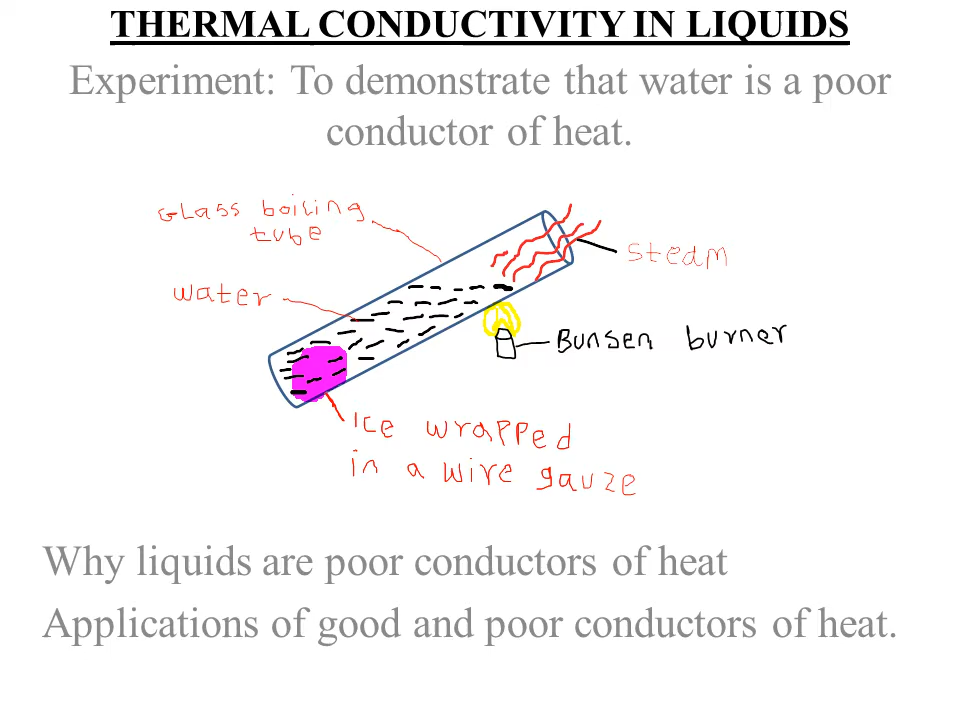 THERMAL CONDUCTIVITY IN LIQUIDS
Experiment: To demonstrate that water is a poor
conductor of heat.
GLass boiling
tube
steam
water
Bunsen burner
Ice wrapped
in a wire gauze
Why liquids are poor conductors of heat
Applications of good and poor conductors of heat.